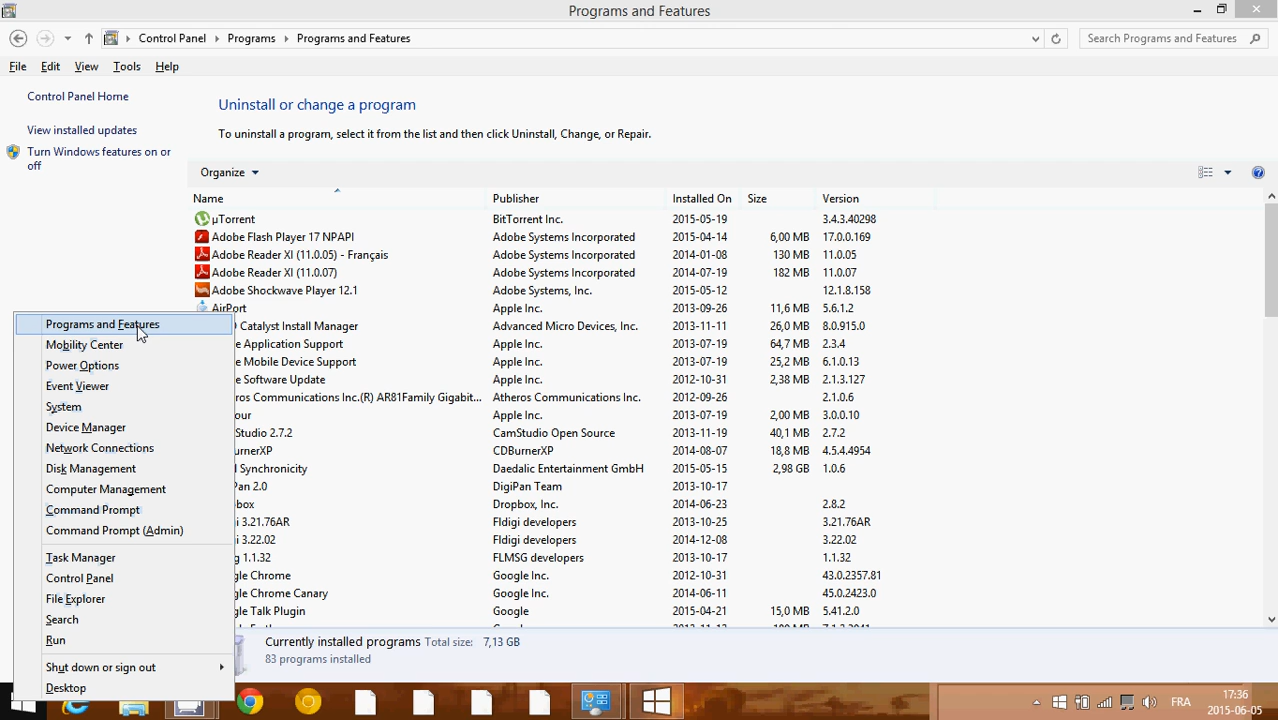 Programs and Features
Control Panel Programs Programs and Features
Search Programs and Features
File Edit View Tools Help
Control Panel Home
View installed updates
Turn Windows features on or
off
Uninstall or change a program
To uninstall a program, select it from the list and then click Uninstall, Change, or Repair.
Organize
Name Publisher Installed On Size Version
µTorrent BitTorrent Inc. 2015-05-19 3.4.3.40298
Adobe Flash Player 17 NPAPI Adobe Systems Incorporated 2015-04-14 6,00 MB 17.0.0.169
Adobe Reader XI (11.0.05) - Français Adobe Systems Incorporated 2014-01-08 130 MB 11.0.05
Adobe Reader XI (11.0.07) Adobe Systems Incorporated 2014-07-19 182 MB 11.0.07
Adobe Shockwave Player 12.1 Adobe Systems, Inc. 2015-05-12 12.1.8.158
AirPort Apple Inc. 2013-09-26 11,6 MB 5.6.1.2
D Catalyst Install Manager Advanced Micro Devices, Inc. 2013-11-11 26,0 MB 8.0.915.0
e Application Support Apple Inc. 2013-07-19 64,7 MB 2.3.4
e Mobile Device Support Apple Inc. 2013-07-19 25,2 MB 6.1.0.13
e Software Update Apple Inc. 2012-10-31 2,38 MB 2.1.3.127
eros Communications Inc.(R) AR81Family Gigabit... Atheros Communications Inc. 2012-09-26 2.1.0.6
our Apple Inc. 2013-07-19 2,00 MB 3.0.0.10
Studio 2.7.2 CamStudio Open Source 2013-11-19 40,1 MB 2.7.2
urnerXP CDBurnerXP 2014-08-07 18,8 MB 4.5.4.4954
d Synchronicity Daedalic Entertainment GmbH 2015-05-15 2,98 GB 1.0.6
Pan 2.0 DigiPan Team 2013-10-17
box Dropbox, Inc. 2014-06-23 2.8.2
i 3.21.76AR Fldigi developers 2013-10-25 3.21.76AR
i 3.22.02 Fldigi developers 2014-12-08 3.22.02
g 1.1.32 FLMSG developers 2013-10-17 1.1.32
gle Chrome Google Inc. 2012-10-31 43.0.2357.81
gle Chrome Canary Google Inc. 2014-06-11 45.0.2423.0
gle Talk Plugin Google 2015-04-21 15,0 MB 5.41.2.0
Currently installed programs Total size: 7,13 GB
83 programs installed
Programs and Features
Mobility Center
Power Options
Event Viewer
System
Device Manager
Network Connections
Disk Management
Computer Management
Command Prompt
Command Prompt (Admin)
Task Manager
Control Panel
File Explorer
Search
Run
Shut down or sign out
Desktop
FRA
17:36
2015-06-05